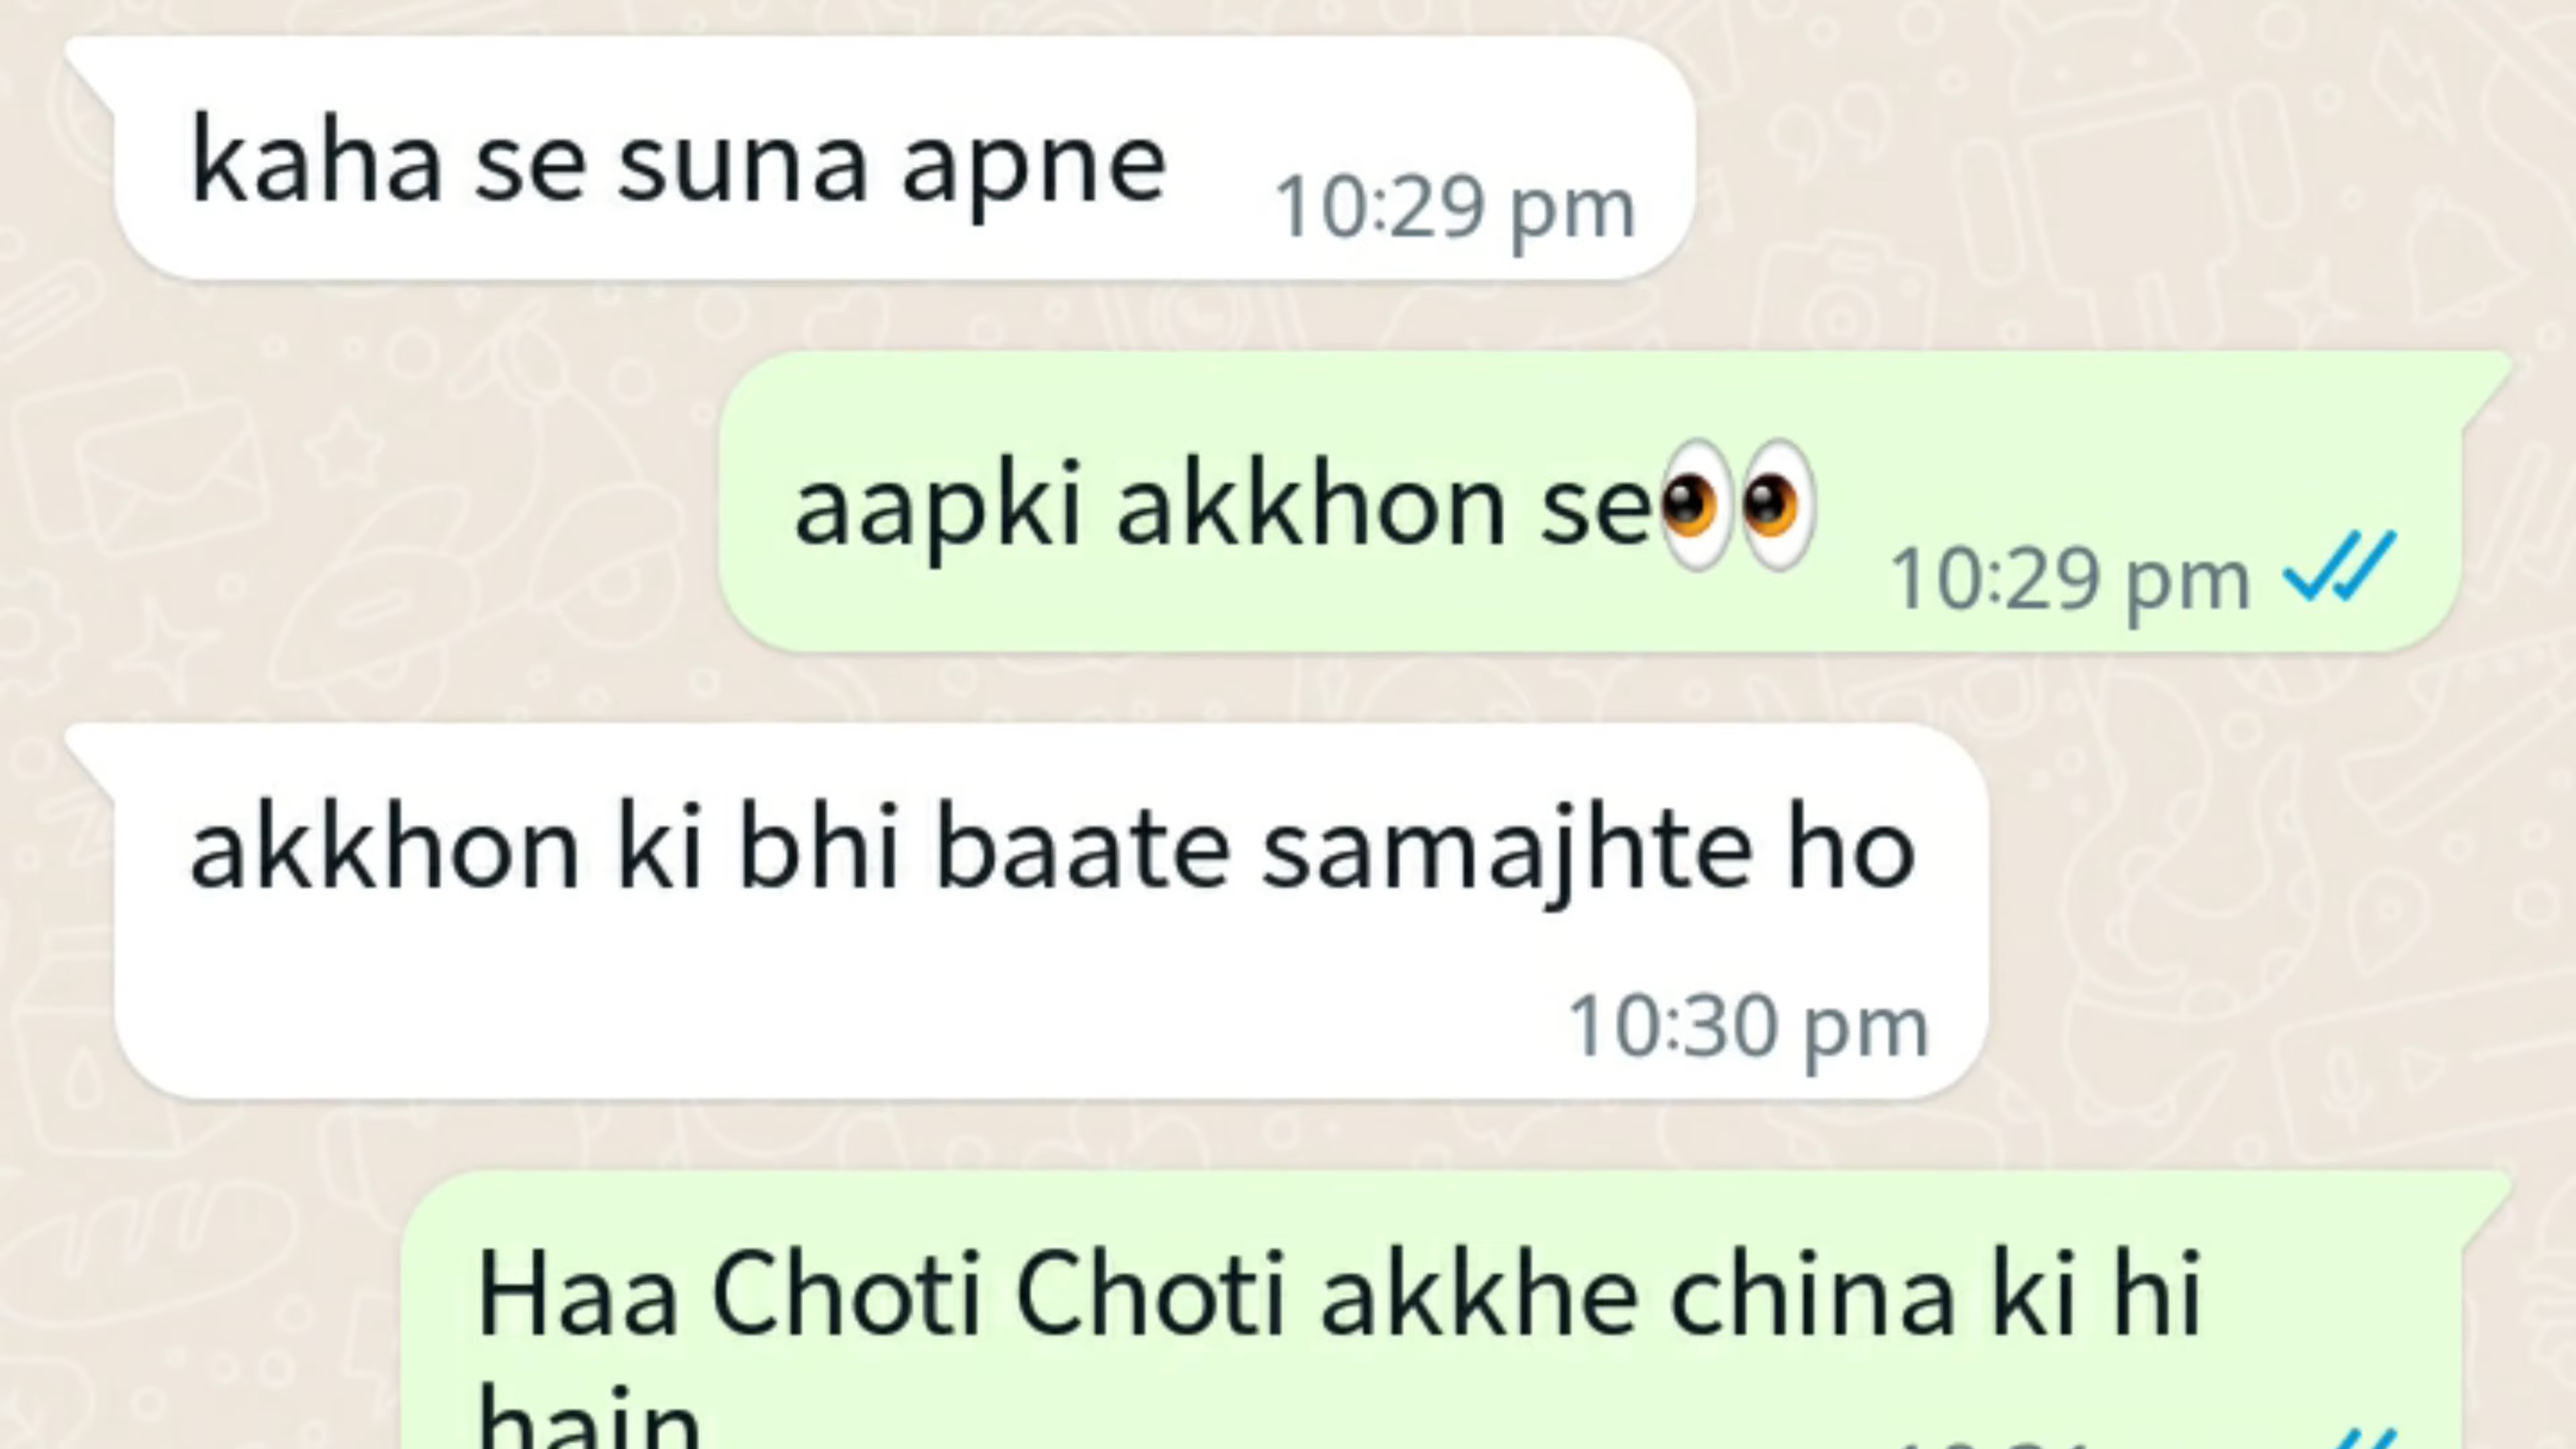 kaha se suna apne
10:29 pm
aapki akkhon se👀
10:29 pm
akkhon ki bhi baate samajhte ho
10:30 pm
Haa Choti Choti akkhe china ki hi
hain